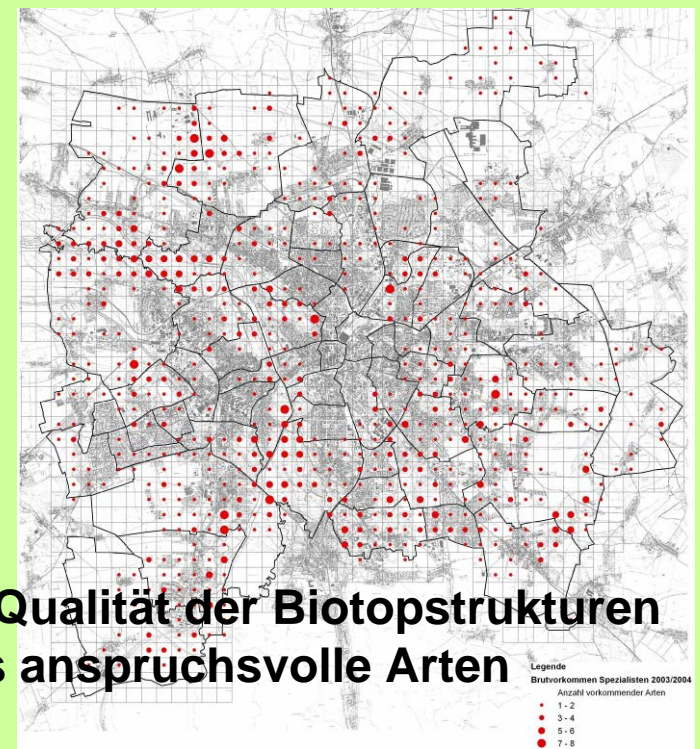 Qualität der Biotopstrukturen
anspruchsvolle Arten
Legende
Brutvorkommen Spezialisten 2003/2004
Anzahl vorkommender Arten
1 - 2
3 - 4
5 - 6
7 - 8